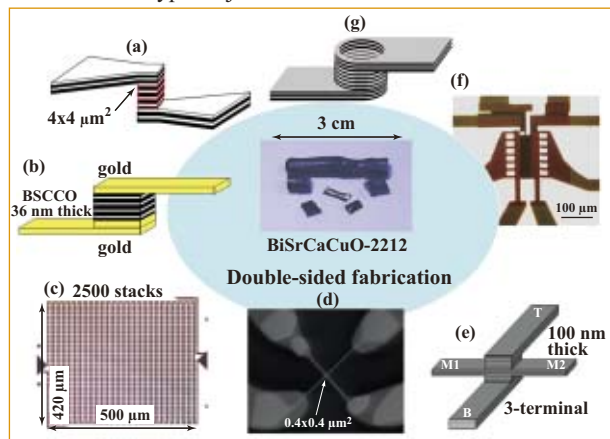 (a)
4x4 μm²
(g)
(f)
100 μm
3 cm
BiSrCaCuO-2212
Double-sided fabrication
(b)
gold
BSCCO
36 nm thick
gold
(c) 2500 stacks
420 μm
500 μm
(d)
0.4x0.4 μm²
(e)
T
100 nm
thick
M1
M2
B
3-terminal